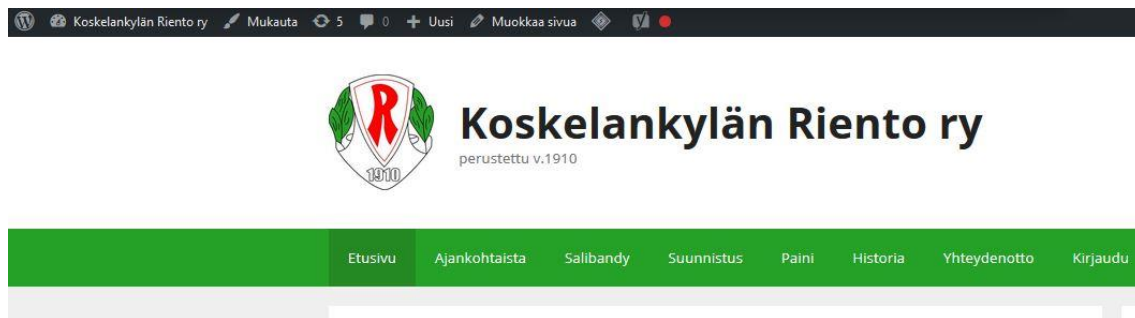 Koskelankylän Riento ry Mukauta 5 0 Uusi Muokkaa sivua
R
1910
Koskelankylän Riento ry
perustettu v.1910
Etusivu Ajankohtaista Salibandy Suunnistus Paini Historia Yhteydenotto Kirjaudu